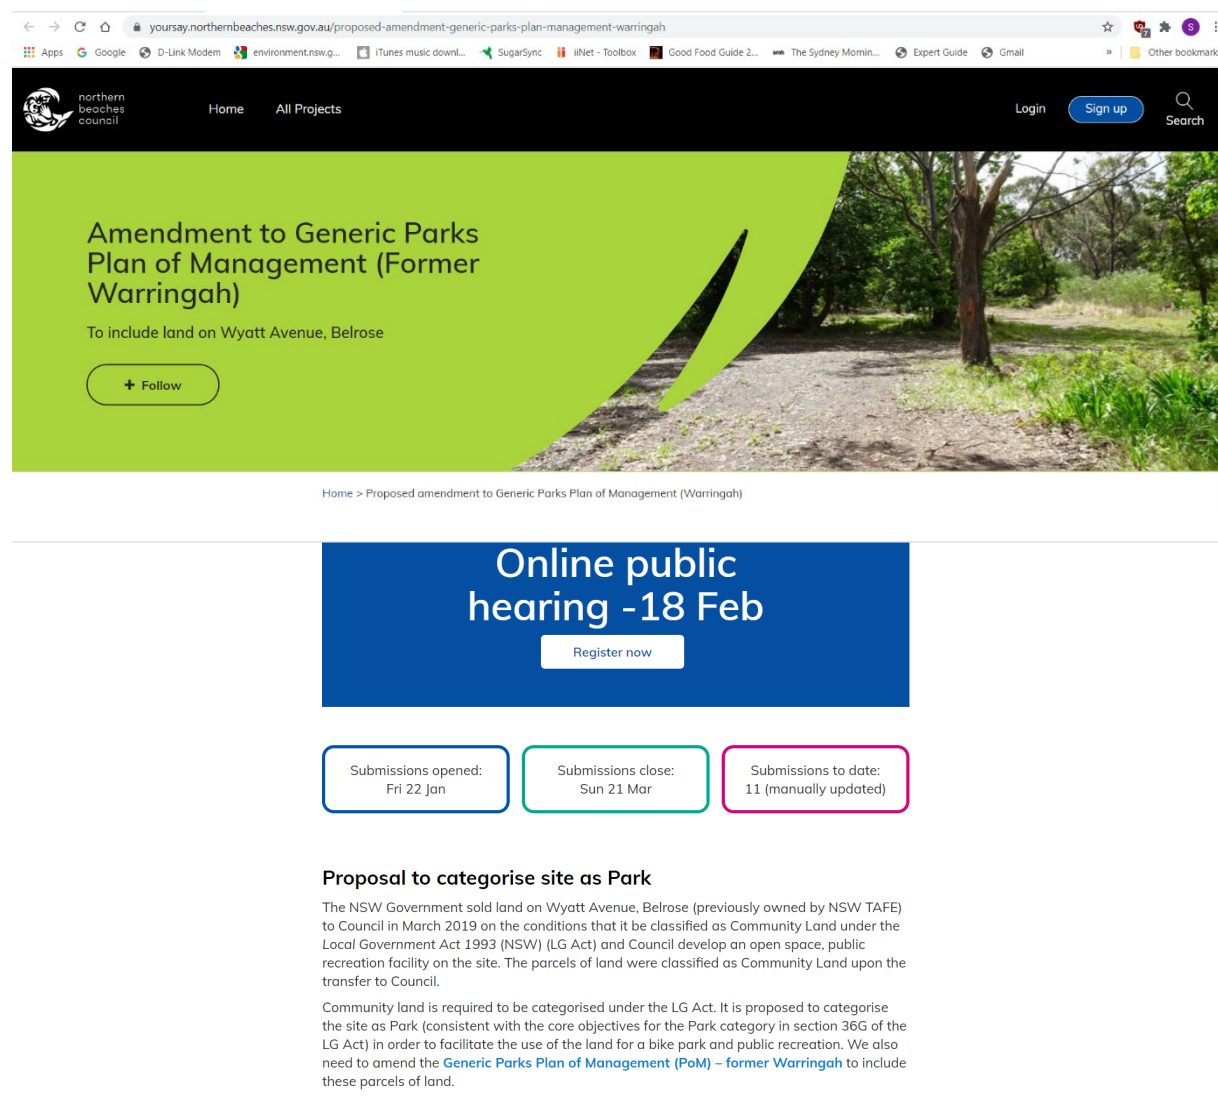 yoursay.northernbeaches.nsw.gov.au/proposed-amendment-generic-parks-plan-management-warringah
Apps Google D-Link Modem environment.nsw.g... iTunes music downl... SugarSync iiNet - Toolbox Good Food Guide 2... The Sydney Mornin... Expert Guide Gmail » Other bookmark
northern
beaches
council
Home All Projects Login Sign up Search
Amendment to Generic Parks
Plan of Management (Former
Warringah)
To include land on Wyatt Avenue, Belrose
+ Follow
Home > Proposed amendment to Generic Parks Plan of Management (Warringah)
Online public
hearing -18 Feb
Register now
Submissions opened:
Fri 22 Jan
Submissions close:
Sun 21 Mar
Submissions to date:
11 (manually updated)
Proposal to categorise site as Park
The NSW Government sold land on Wyatt Avenue, Belrose (previously owned by NSW TAFE)
to Council in March 2019 on the conditions that it be classified as Community Land under the
Local Government Act 1993 (NSW) (LG Act) and Council develop an open space, public
recreation facility on the site. The parcels of land were classified as Community Land upon the
transfer to Council.
Community land is required to be categorised under the LG Act. It is proposed to categorise
the site as Park (consistent with the core objectives for the Park category in section 36G of the
LG Act) in order to facilitate the use of the land for a bike park and public recreation. We also
need to amend the Generic Parks Plan of Management (PoM) – former Warringah to include
these parcels of land.